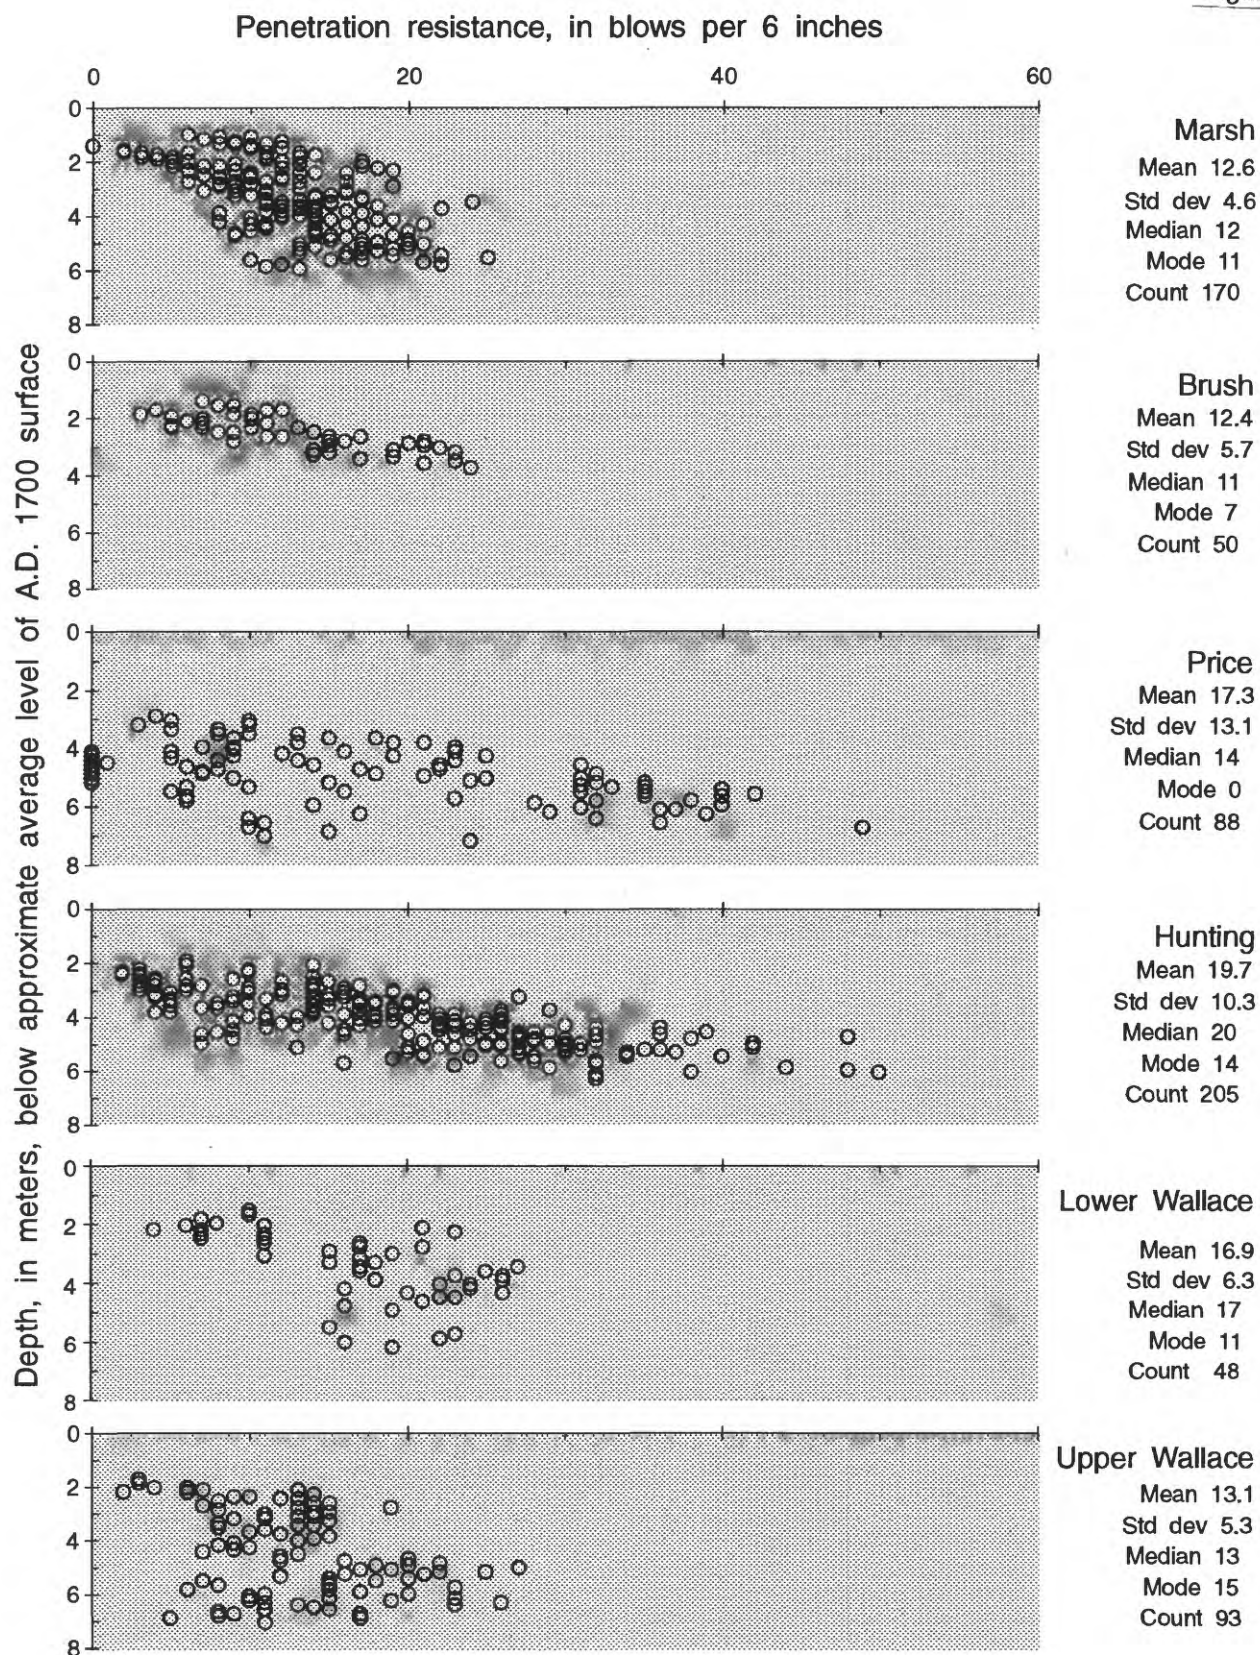 Penetration resistance, in blows per 6 inches
0 20 40 60
Depth, in meters, below approximate average level of A.D. 1700 surface
0
2
4
6
8
Marsh
Mean 12.6
Std dev 4.6
Median 12
Mode 11
Count 170
0
2
4
6
8
Brush
Mean 12.4
Std dev 5.7
Median 11
Mode 7
Count 50
0
2
4
6
8
Price
Mean 17.3
Std dev 13.1
Median 14
Mode 0
Count 88
0
2
4
6
8
Hunting
Mean 19.7
Std dev 10.3
Median 20
Mode 14
Count 205
0
2
4
6
8
Lower Wallace
Mean 16.9
Std dev 6.3
Median 17
Mode 11
Count 48
0
2
4
6
8
Upper Wallace
Mean 13.1
Std dev 5.3
Median 13
Mode 15
Count 93